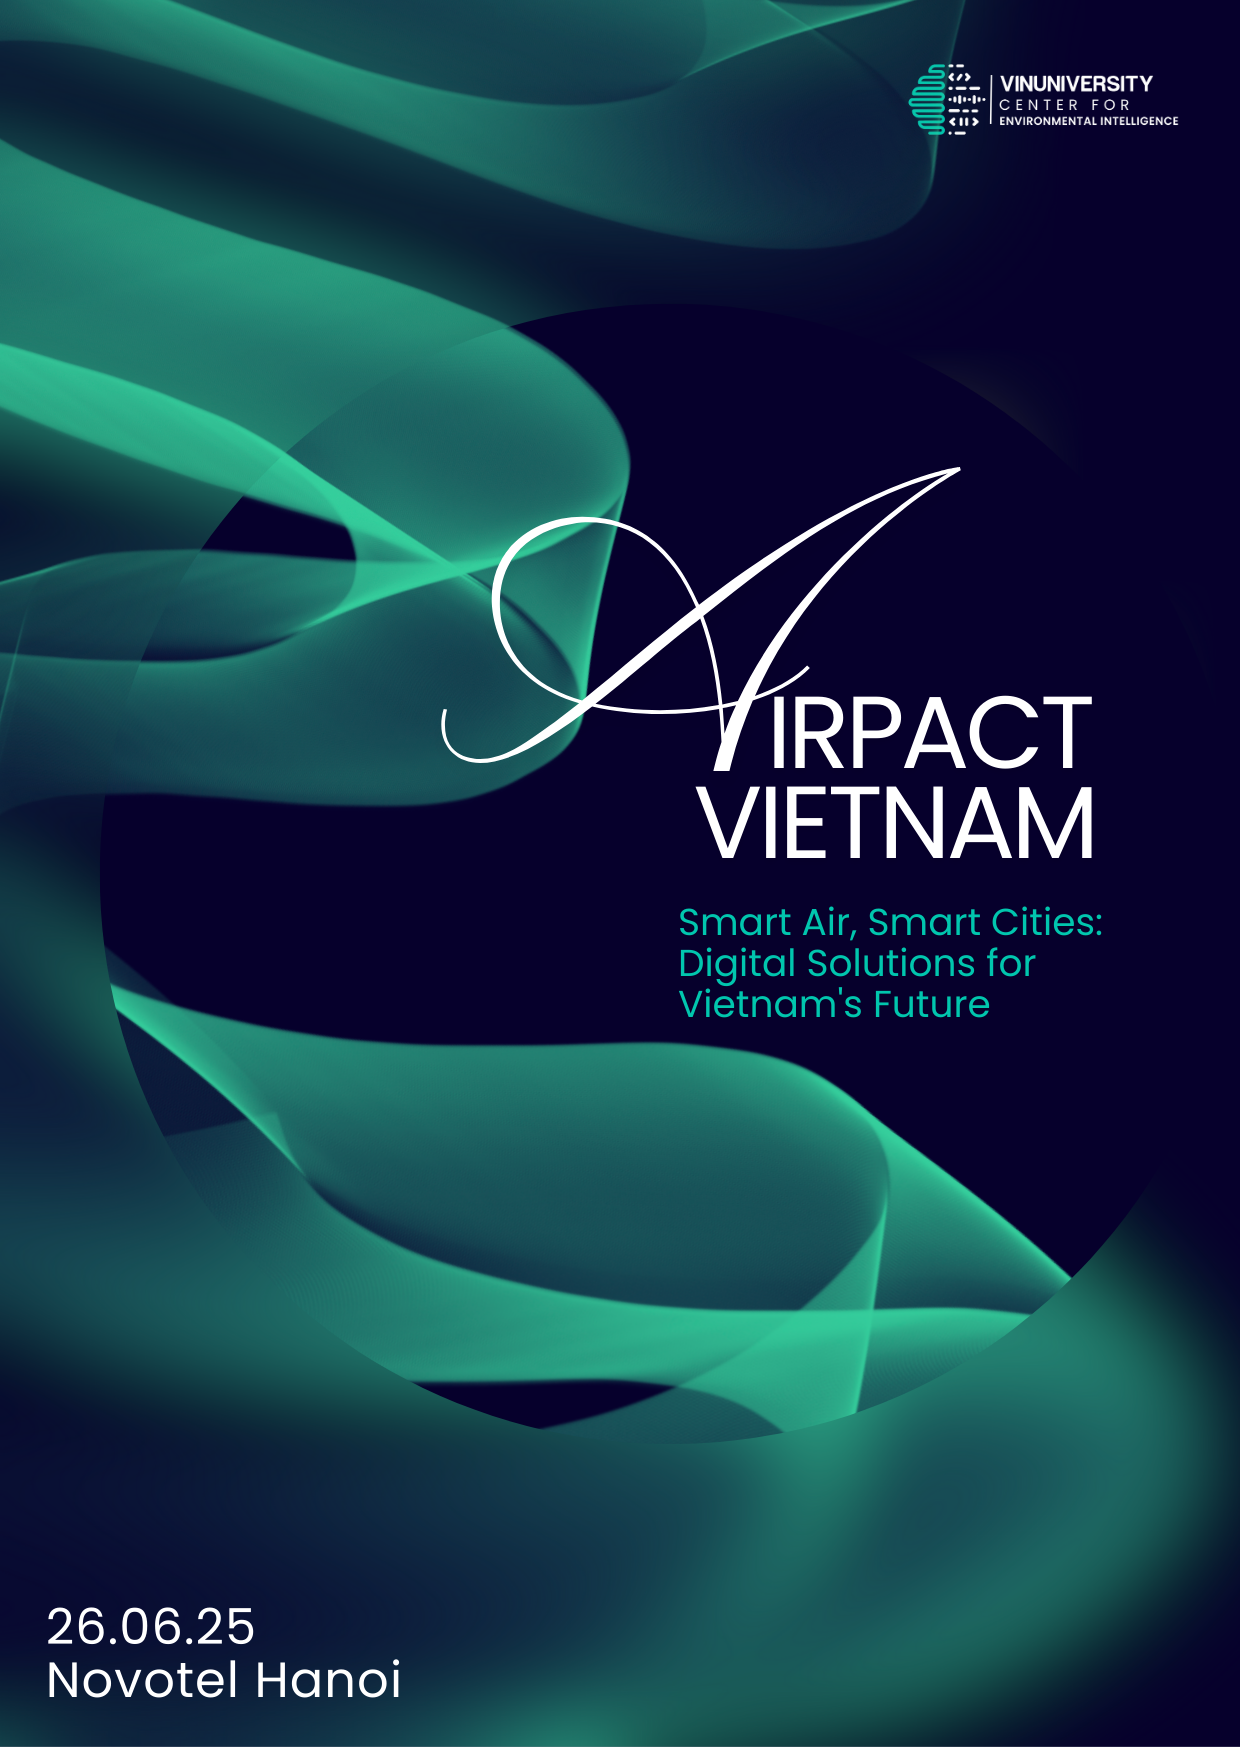 VINUNIVERSITY
CENTER FOR
ENVIRONMENTAL INTELLIGENCE
AIRPACT
VIETNAM
Smart Air, Smart Cities:
Digital Solutions for
Vietnam's Future
26.06.25
Novotel Hanoi